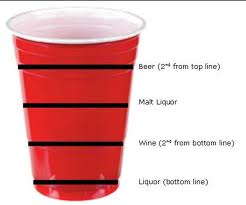 Beer (2nd from top line)
Malt Liquor
Wine (2nd from bottom line)
Liquor (bottom line)